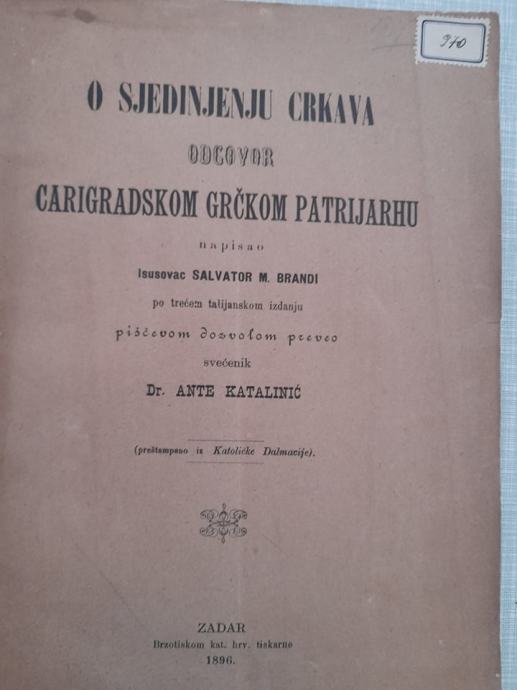 970
O SJEDINJENJU CRKAVA
ODGOVOR
CARIGRADSKOM GRČKOM PATRIJARHU
napisao
Isusovac SALVATOR M. BRANDI
po trećem talijanskom izdanju
piščevom dozvolom preveo
svećenik
Dr. ANTE KATALINIĆ
(preštampano iz Katoličke Dalmacije).
ZADAR
Brzotiskom kat. hrv. tiskarne
1896.